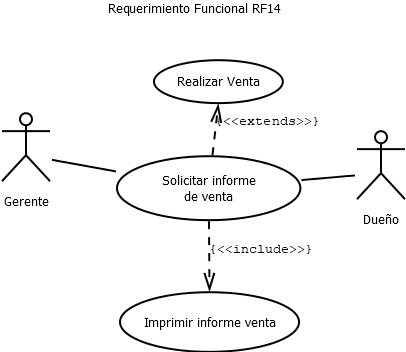 Requerimiento Funcional RF14
Realizar Venta
{<<extends>>}
Gerente
Solicitar informe
de venta
Dueño
{<<include>>}
Imprimir informe venta